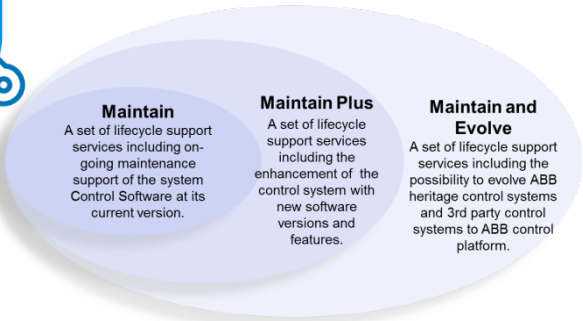 Maintain
A set of lifecycle support
services including on-
going maintenance
support of the system
Control Software at its
current version.
Maintain Plus
A set of lifecycle
support services
including the
enhancement of the
control system with
new software
versions and
features.
Maintain and
Evolve
A set of lifecycle support
services including the
possibility to evolve ABB
heritage control systems
and 3rd party control
systems to ABB control
platform.